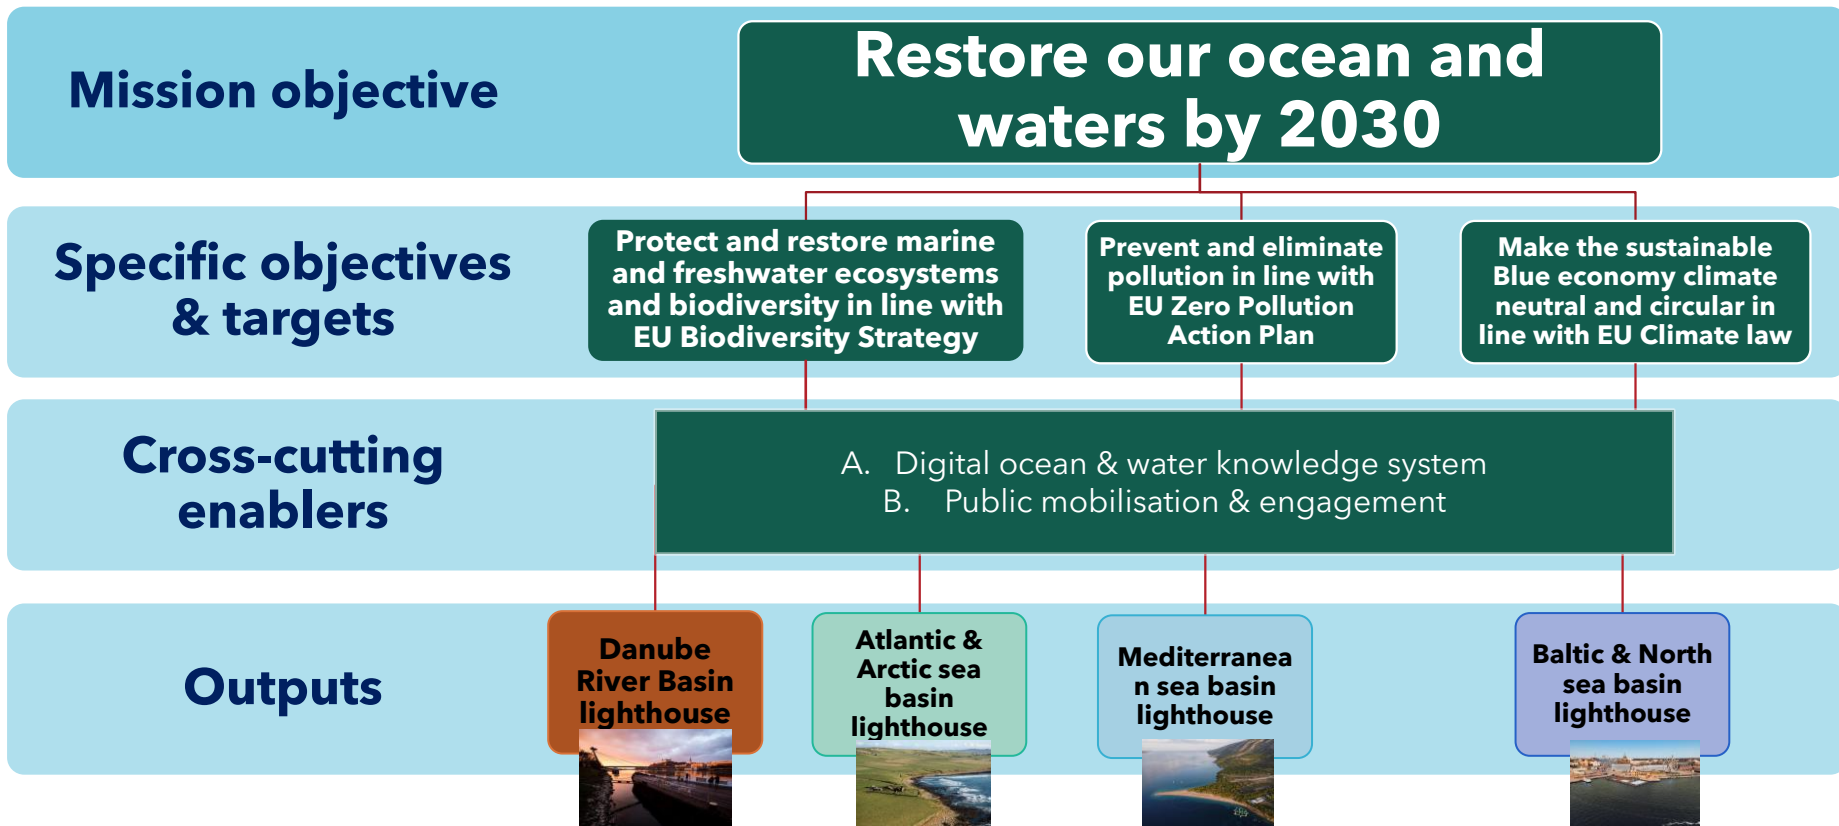 Mission objective
Restore our ocean and
waters by 2030
Specific objectives
& targets
Protect and restore marine
and freshwater ecosystems
and biodiversity in line with
EU Biodiversity Strategy
Prevent and eliminate
pollution in line with
EU Zero Pollution
Action Plan
Make the sustainable
Blue economy climate
neutral and circular in
line with EU Climate law
Cross-cutting
enablers
A. Digital ocean & water knowledge system
B. Public mobilisation & engagement
Outputs
Danube
River Basin
lighthouse
Atlantic &
Arctic sea
basin
lighthouse
Mediterranea
n sea basin
lighthouse
Baltic & North
sea basin
lighthouse